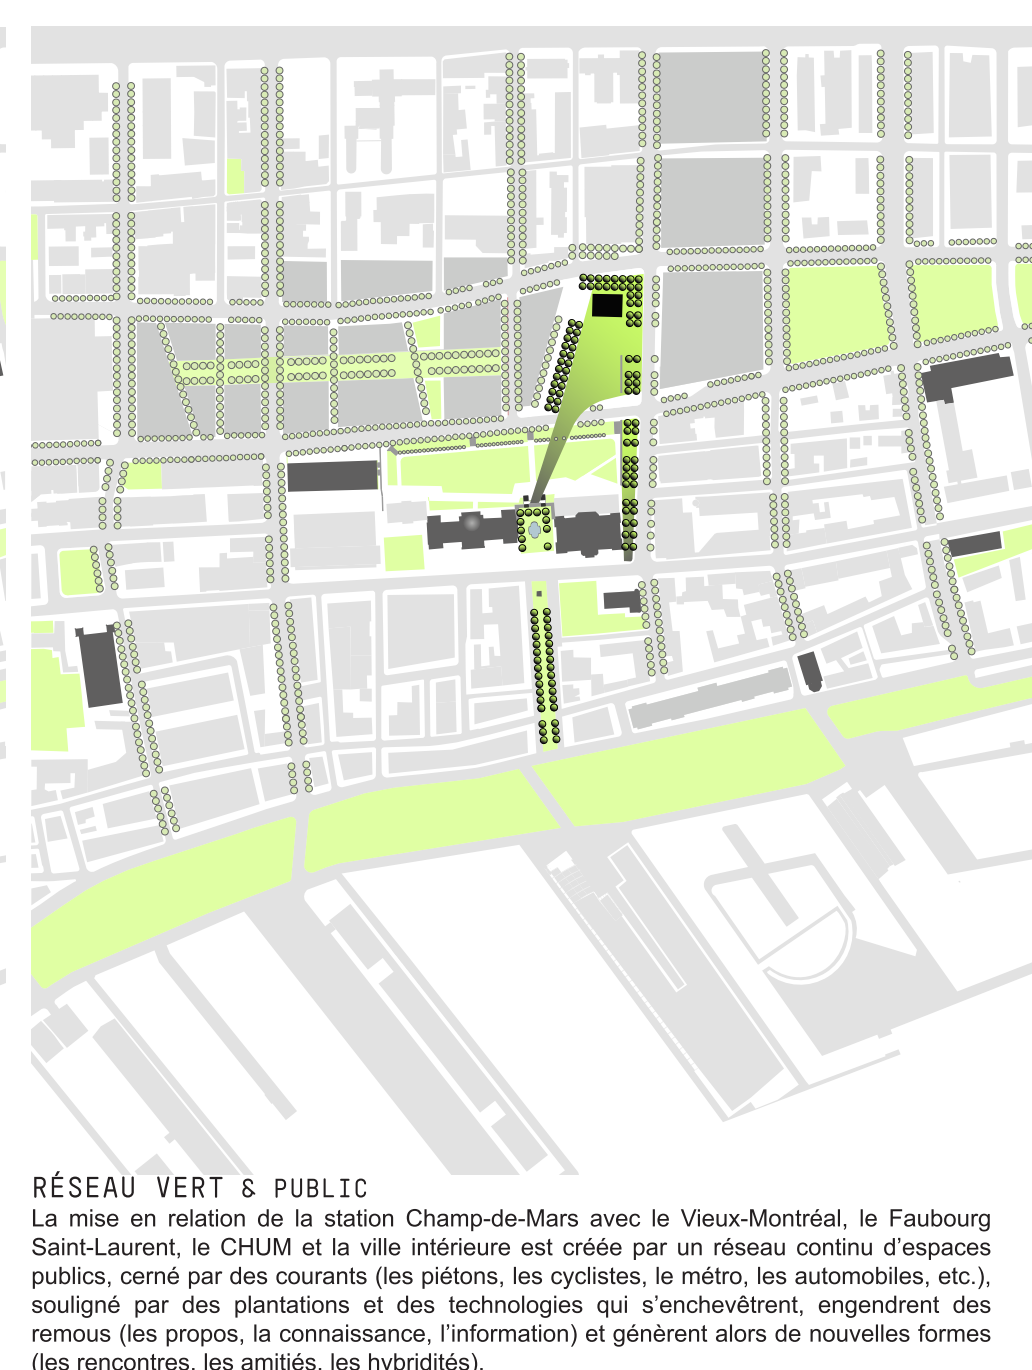 RÉSEAU VERT & PUBLIC
La mise en relation de la station Champ-de-Mars avec le Vieux-Montréal, le Faubourg
Saint-Laurent, le CHUM et la ville intérieure est créée par un réseau continu d’espaces
publics, cerné par des courants (les piétons, les cyclistes, le métro, les automobiles, etc.),
souligné par des plantations et des technologies qui s’enchevêtrent, engendrent des
remous (les propos, la connaissance, l’information) et génèrent alors de nouvelles formes
(les rencontres, les amitiés, les hybridités).